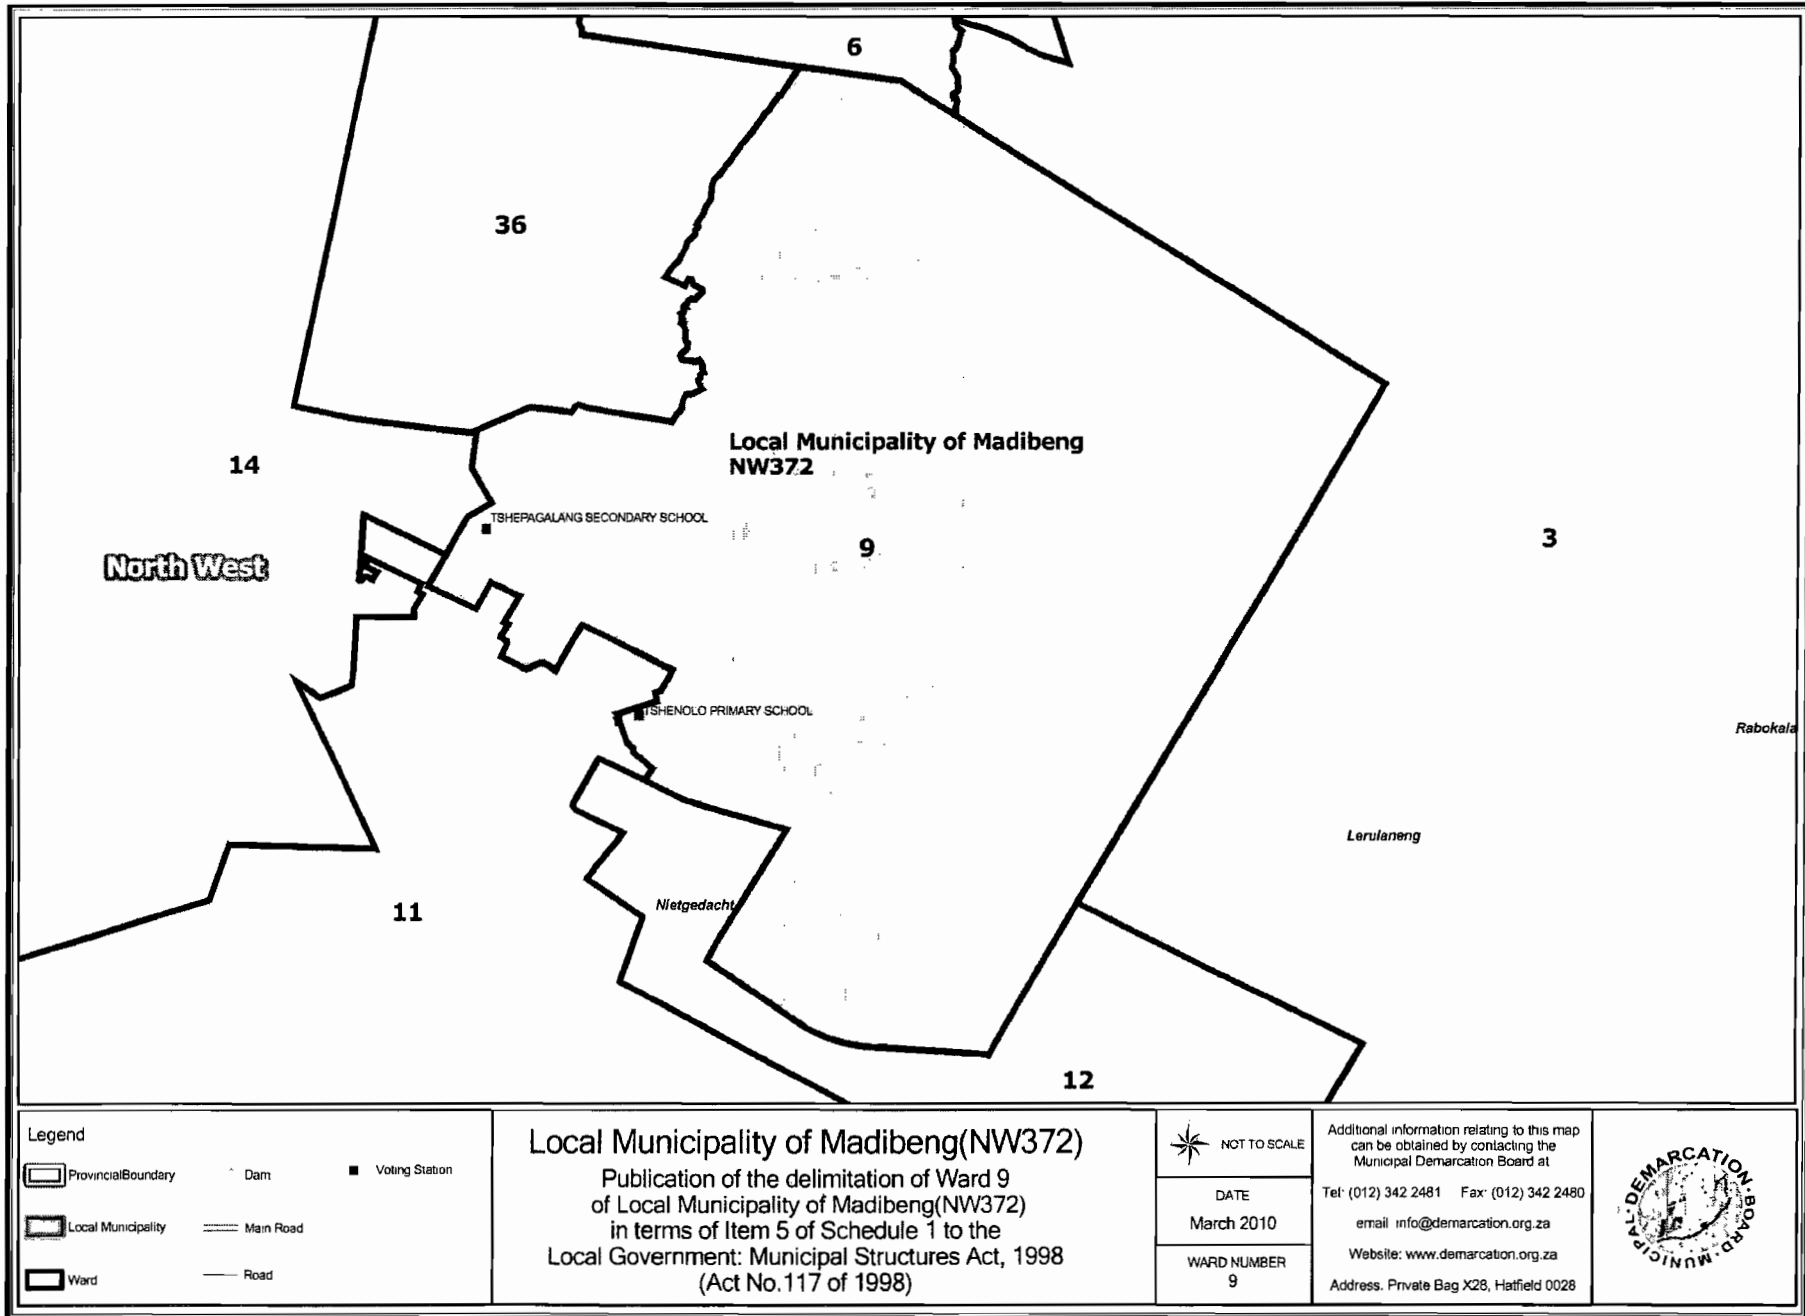 6
36
Local Municipality of Madibeng
NW372
14
TSHEPAGALANG SECONDARY SCHOOL
9
3
North West
TSHENOLO PRIMARY SCHOOL
Rabokala
Lerulaneng
Nietgedacht
11
12
Legend
ProvincialBoundary
Dam
Voting Station
Local Municipality
Main Road
Ward
Road
Local Municipality of Madibeng(NW372)
Publication of the delimitation of Ward 9
of Local Municipality of Madibeng(NW372)
in terms of Item 5 of Schedule 1 to the
Local Government: Municipal Structures Act, 1998
(Act No.117 of 1998)
NOT TO SCALE
DATE
March 2010
WARD NUMBER
9
Additional information relating to this map
can be obtained by contacting the
Municipal Demarcation Board at
Tel: (012) 342 2481 Fax: (012) 342 2480
email info@demarcation.org.za
Website: www.demarcation.org.za
Address. Private Bag X28, Hatfield 0028
MUNICIPAL·DEMARCATION·BOARD·